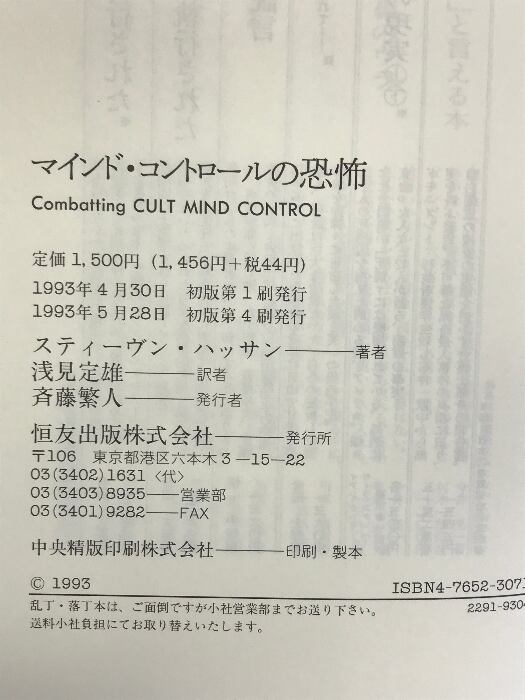 マインド・コントロールの恐怖
Combatting CULT MIND CONTROL
定価1,500円 (1,456円+税44円)
1993年4月30日 初版第1刷発行
1993年5月28日 初版第4刷発行
スティーヴン・ハッサン――著者
浅見定雄――訳者
斉藤繁人――発行者
恒友出版株式会社――発行所
〒106 東京都港区六本木3-15-22
03(3402)1631〈代〉
03(3403)8935――営業部
03(3401)9282――FAX
中央精版印刷株式会社――印刷・製本
© 1993 ISBN4-7652-3071
乱丁・落丁本は、ご面倒ですが小社営業部までお送り下さい。 2291-9304
送料小社負担にてお取り替えいたします。